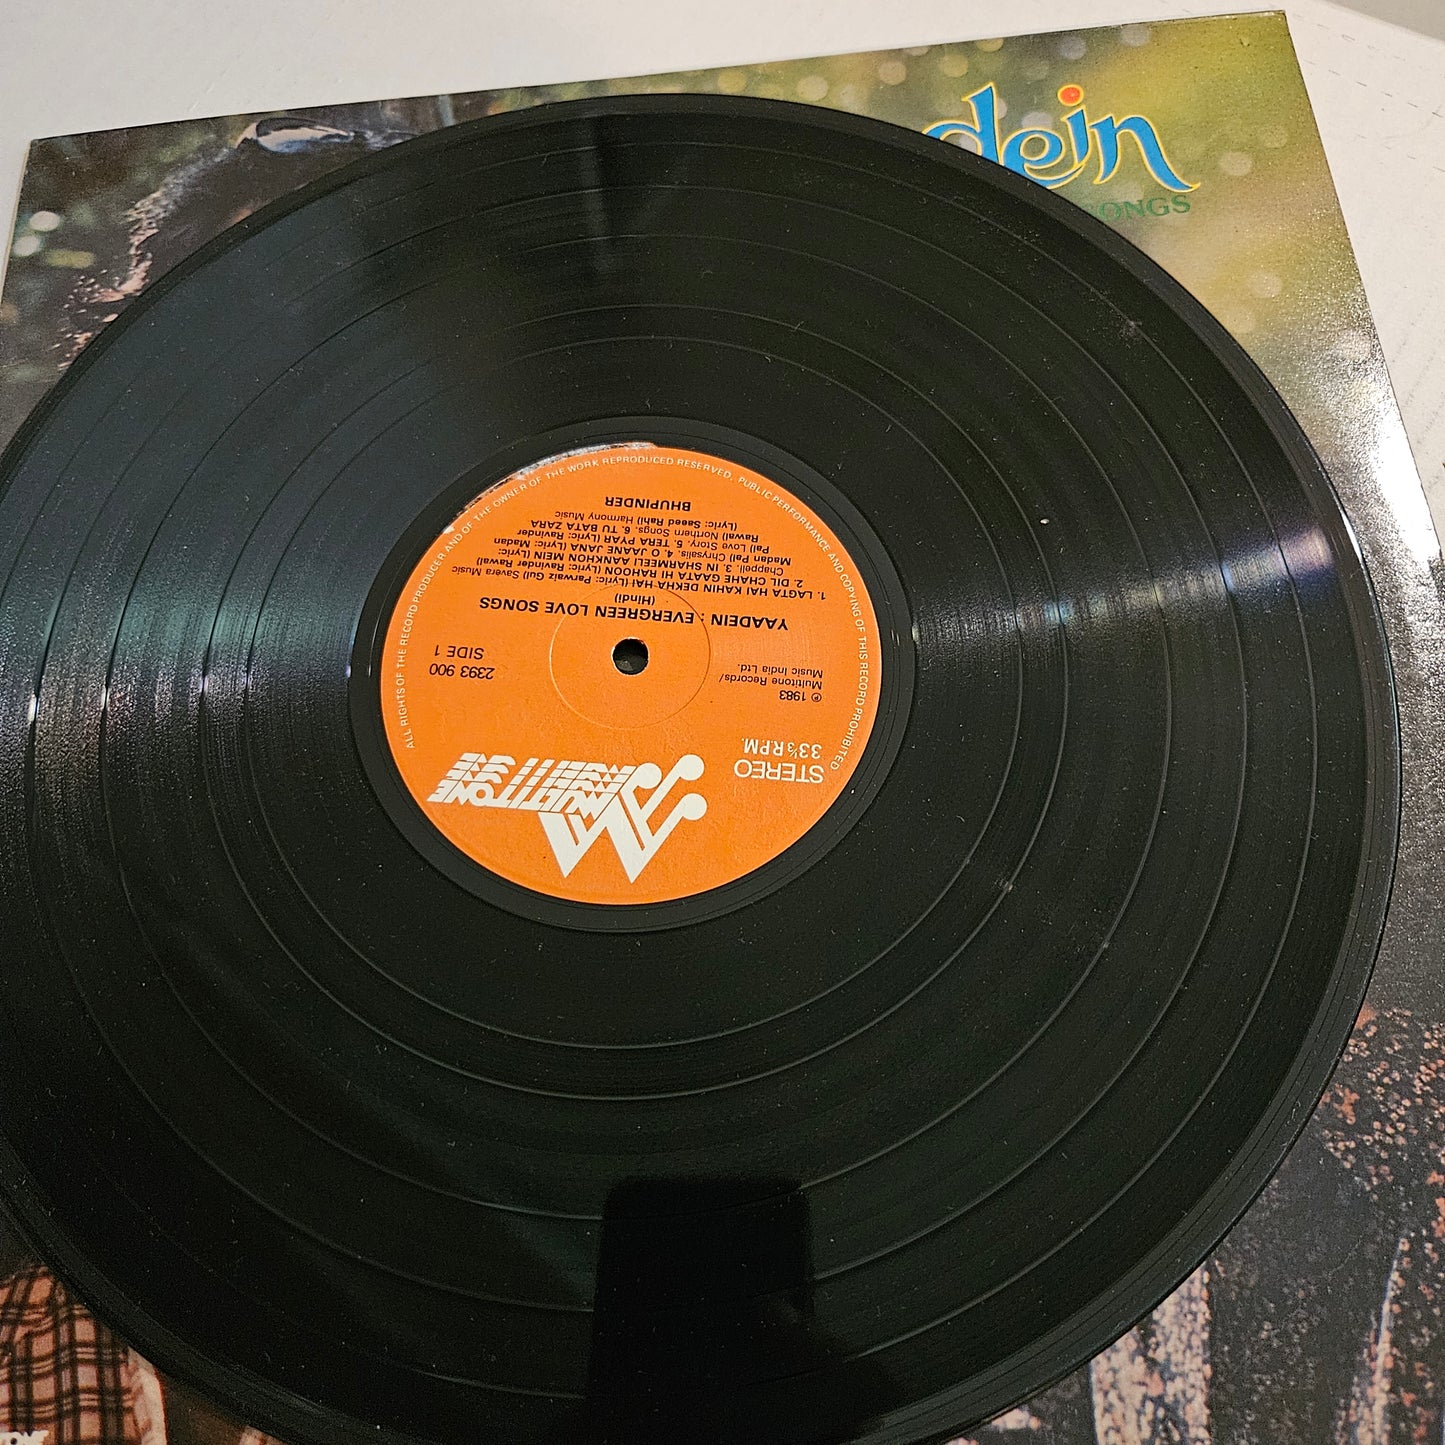 dein
SONGS
MULTITONE
STEREO
33⅓ R.P.M.
2393 900
SIDE 1
℗ 1983
Multitone Records/
Music India Ltd.
YAADEIN : EVERGREEN LOVE SONGS
(Hindi)
1. LAGTA HAI KAHIN DEKHA HAI (Lyric: Parwaiz Gul) Savera Music
2. DIL CHAHE GAATA HI RAHOON (Lyric: Ravinder Rawal)
Chappell. 3. IN SHARMEELI AANKHON MEIN (Lyric:
Madan Pal) Chrysalis. 4. O JAANE JANA (Lyric: Madan
Pal) Love Story. 5. TERA PYAR (Lyric: Ravinder
Rawal) Northern Songs. 6. TU BATA ZARA
(Lyric: Saeed Rahi) Harmony Music
BHUPINDER
ALL RIGHTS OF THE RECORD PRODUCER AND OF THE OWNER OF THE WORK REPRODUCED RESERVED. PUBLIC PERFORMANCE AND COPYING OF THIS RECORD PROHIBITED